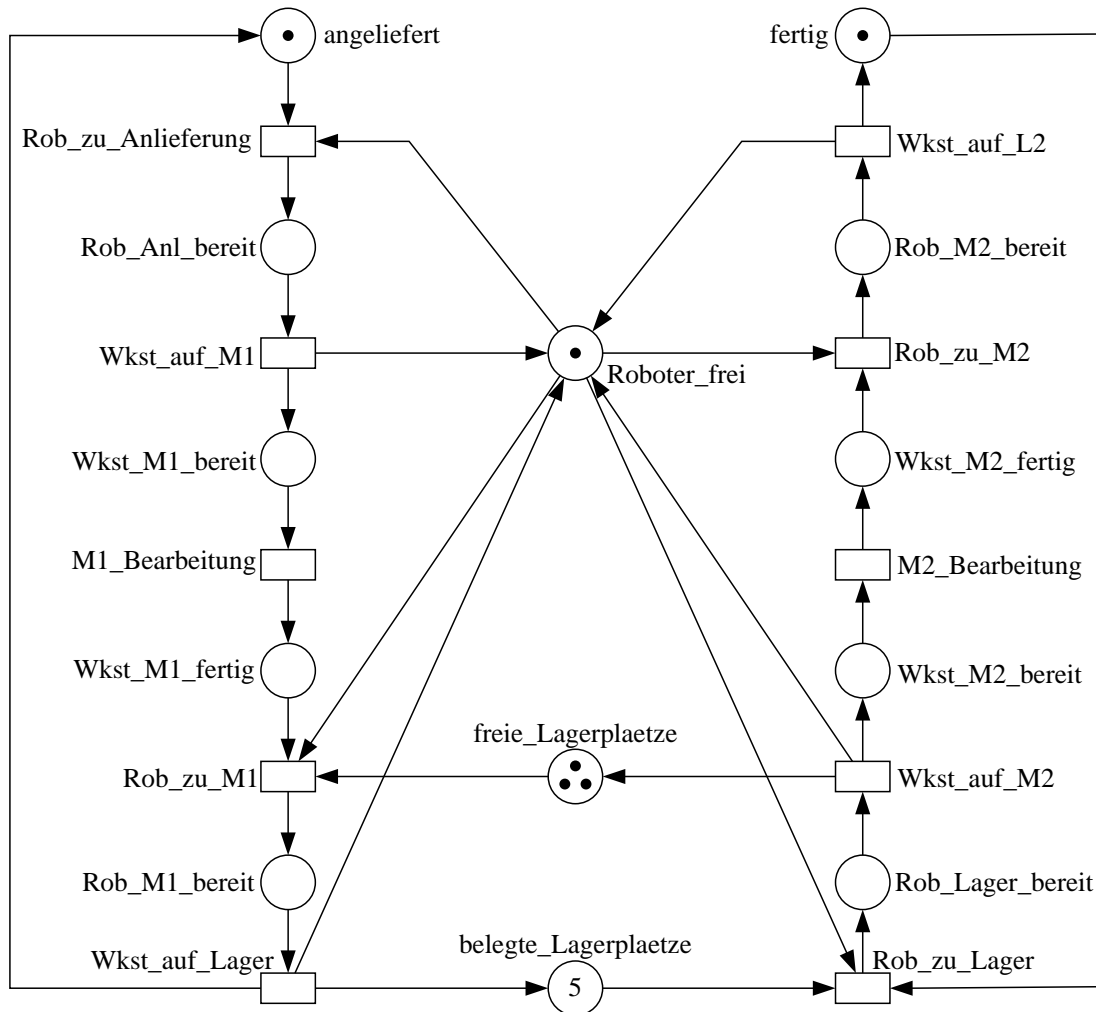 angeliefert
fertig
Rob_zu_Anlieferung
Wkst_auf_L2
Rob_Anl_bereit
Rob_M2_bereit
Wkst_auf_M1
Rob_zu_M2
Roboter_frei
Wkst_M1_bereit
Wkst_M2_fertig
M1_Bearbeitung
M2_Bearbeitung
Wkst_M1_fertig
Wkst_M2_bereit
freie_Lagerplaetze
Rob_zu_M1
Wkst_auf_M2
Rob_M1_bereit
Rob_Lager_bereit
belegte_Lagerplaetze
Wkst_auf_Lager
Rob_zu_Lager
5